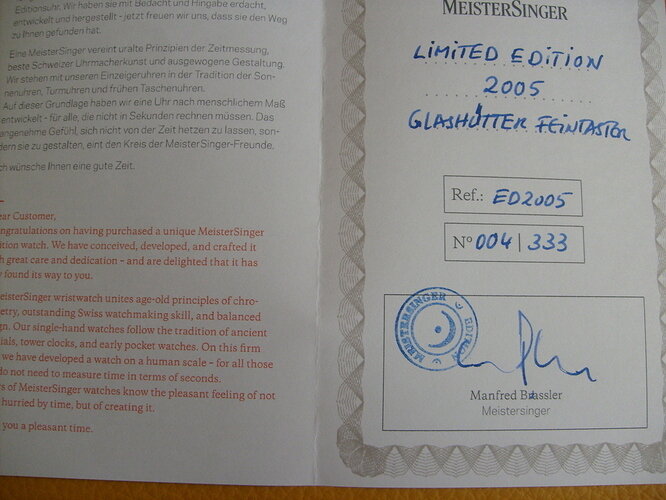 Editionsuhr. Wir haben sie mit Bedacht und Hingabe erdacht,
entwickelt und hergestellt - jetzt freuen wir uns, dass sie den Weg
zu Ihnen gefunden hat.
Eine MeisterSinger vereint uralte Prinzipien der Zeitmessung,
beste Schweizer Uhrmacherkunst und ausgewogene Gestaltung.
Wir stehen mit unseren Einzeigeruhren in der Tradition der Son-
nenuhren, Turmuhren und frühen Taschenuhren.
Auf dieser Grundlage haben wir eine Uhr nach menschlichem Maß
entwickelt - für alle, die nicht in Sekunden rechnen müssen. Das
angenehme Gefühl, sich nicht von der Zeit hetzen zu lassen, son-
dern sie zu gestalten, eint den Kreis der MeisterSinger-Freunde.
ch wünsche Ihnen eine gute Zeit.
ear Customer,
ngratulations on having purchased a unique MeisterSinger
ition watch. We have conceived, developed, and crafted it
h great care and dedication - and are delighted that it has
y found its way to you.
eisterSinger wristwatch unites age-old principles of chro-
etry, outstanding Swiss watchmaking skill, and balanced
gn. Our single-hand watches follow the tradition of ancient
ials, tower clocks, and early pocket watches. On this firm
we have developed a watch on a human scale - for all those
do not need to measure time in terms of seconds.
rs of MeisterSinger watches know the pleasant feeling of not
hurried by time, but of creating it.
you a pleasant time.
MEISTERSINGER
LIMITED EDITION
2005
GLASHÜTTER FEINTASTER
Ref.: ED2005
Nº 004 | 333
MEISTERSINGER EDITION
Manfred Brassler
Meistersinger